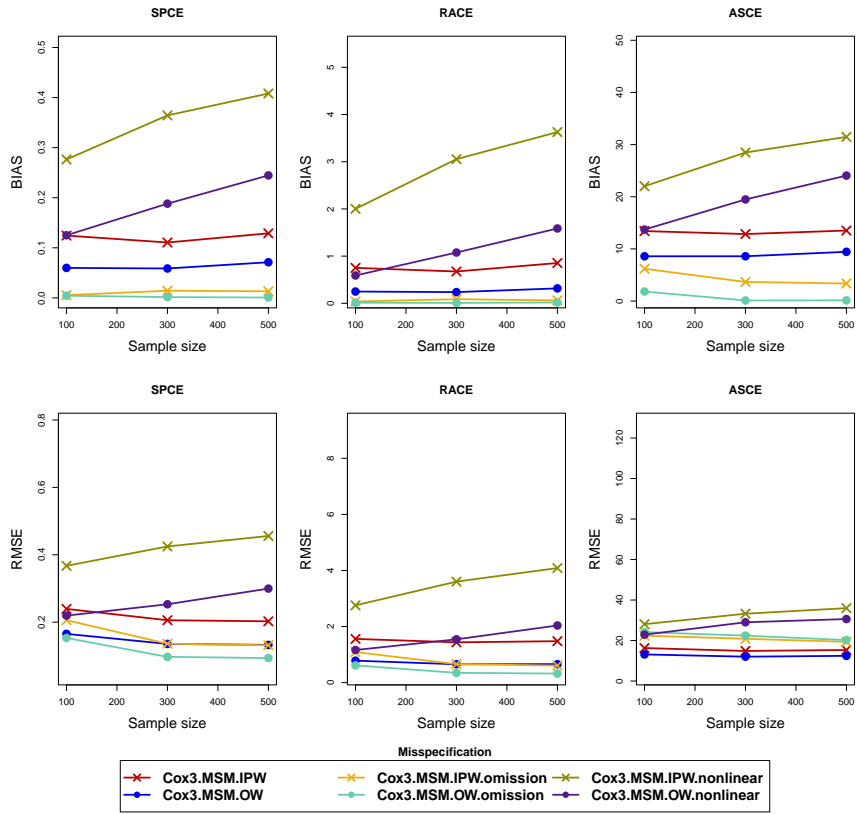 SPCE
RACE
ASCE
BIAS
0.0 0.1 0.2 0.3 0.4 0.5
100 200 300 400 500
Sample size
BIAS
0 1 2 3 4 5
100 200 300 400 500
Sample size
BIAS
0 10 20 30 40 50
100 200 300 400 500
Sample size
SPCE
RACE
ASCE
RMSE
0.2 0.4 0.6 0.8
100 200 300 400 500
Sample size
RMSE
0 2 4 6 8
100 200 300 400 500
Sample size
RMSE
0 20 40 60 80 100 120
100 200 300 400 500
Sample size
Misspecification
Cox3.MSM.IPW Cox3.MSM.IPW.omission Cox3.MSM.IPW.nonlinear
Cox3.MSM.OW Cox3.MSM.OW.omission Cox3.MSM.OW.nonlinear